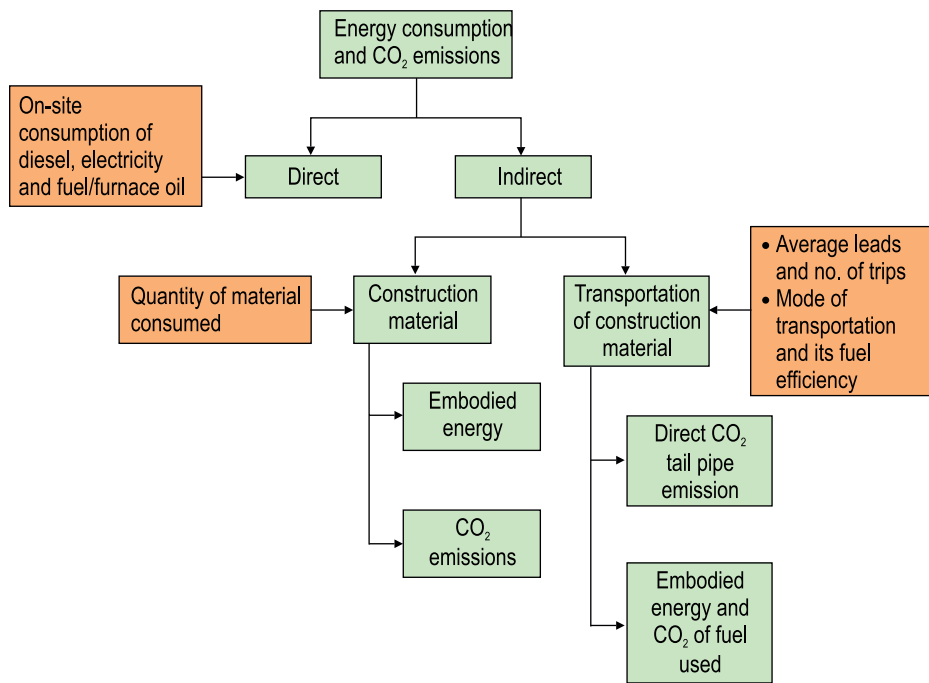 Energy consumption
and CO₂ emissions
On-site
consumption of
diesel, electricity
and fuel/furnace oil
Direct
Indirect
Quantity of material
consumed
Construction
material
Transportation
of construction
material
• Average leads
and no. of trips
• Mode of
transportation
and its fuel
efficiency
Embodied
energy
Direct CO₂
tail pipe
emission
CO₂
emissions
Embodied
energy and
CO₂ of fuel
used